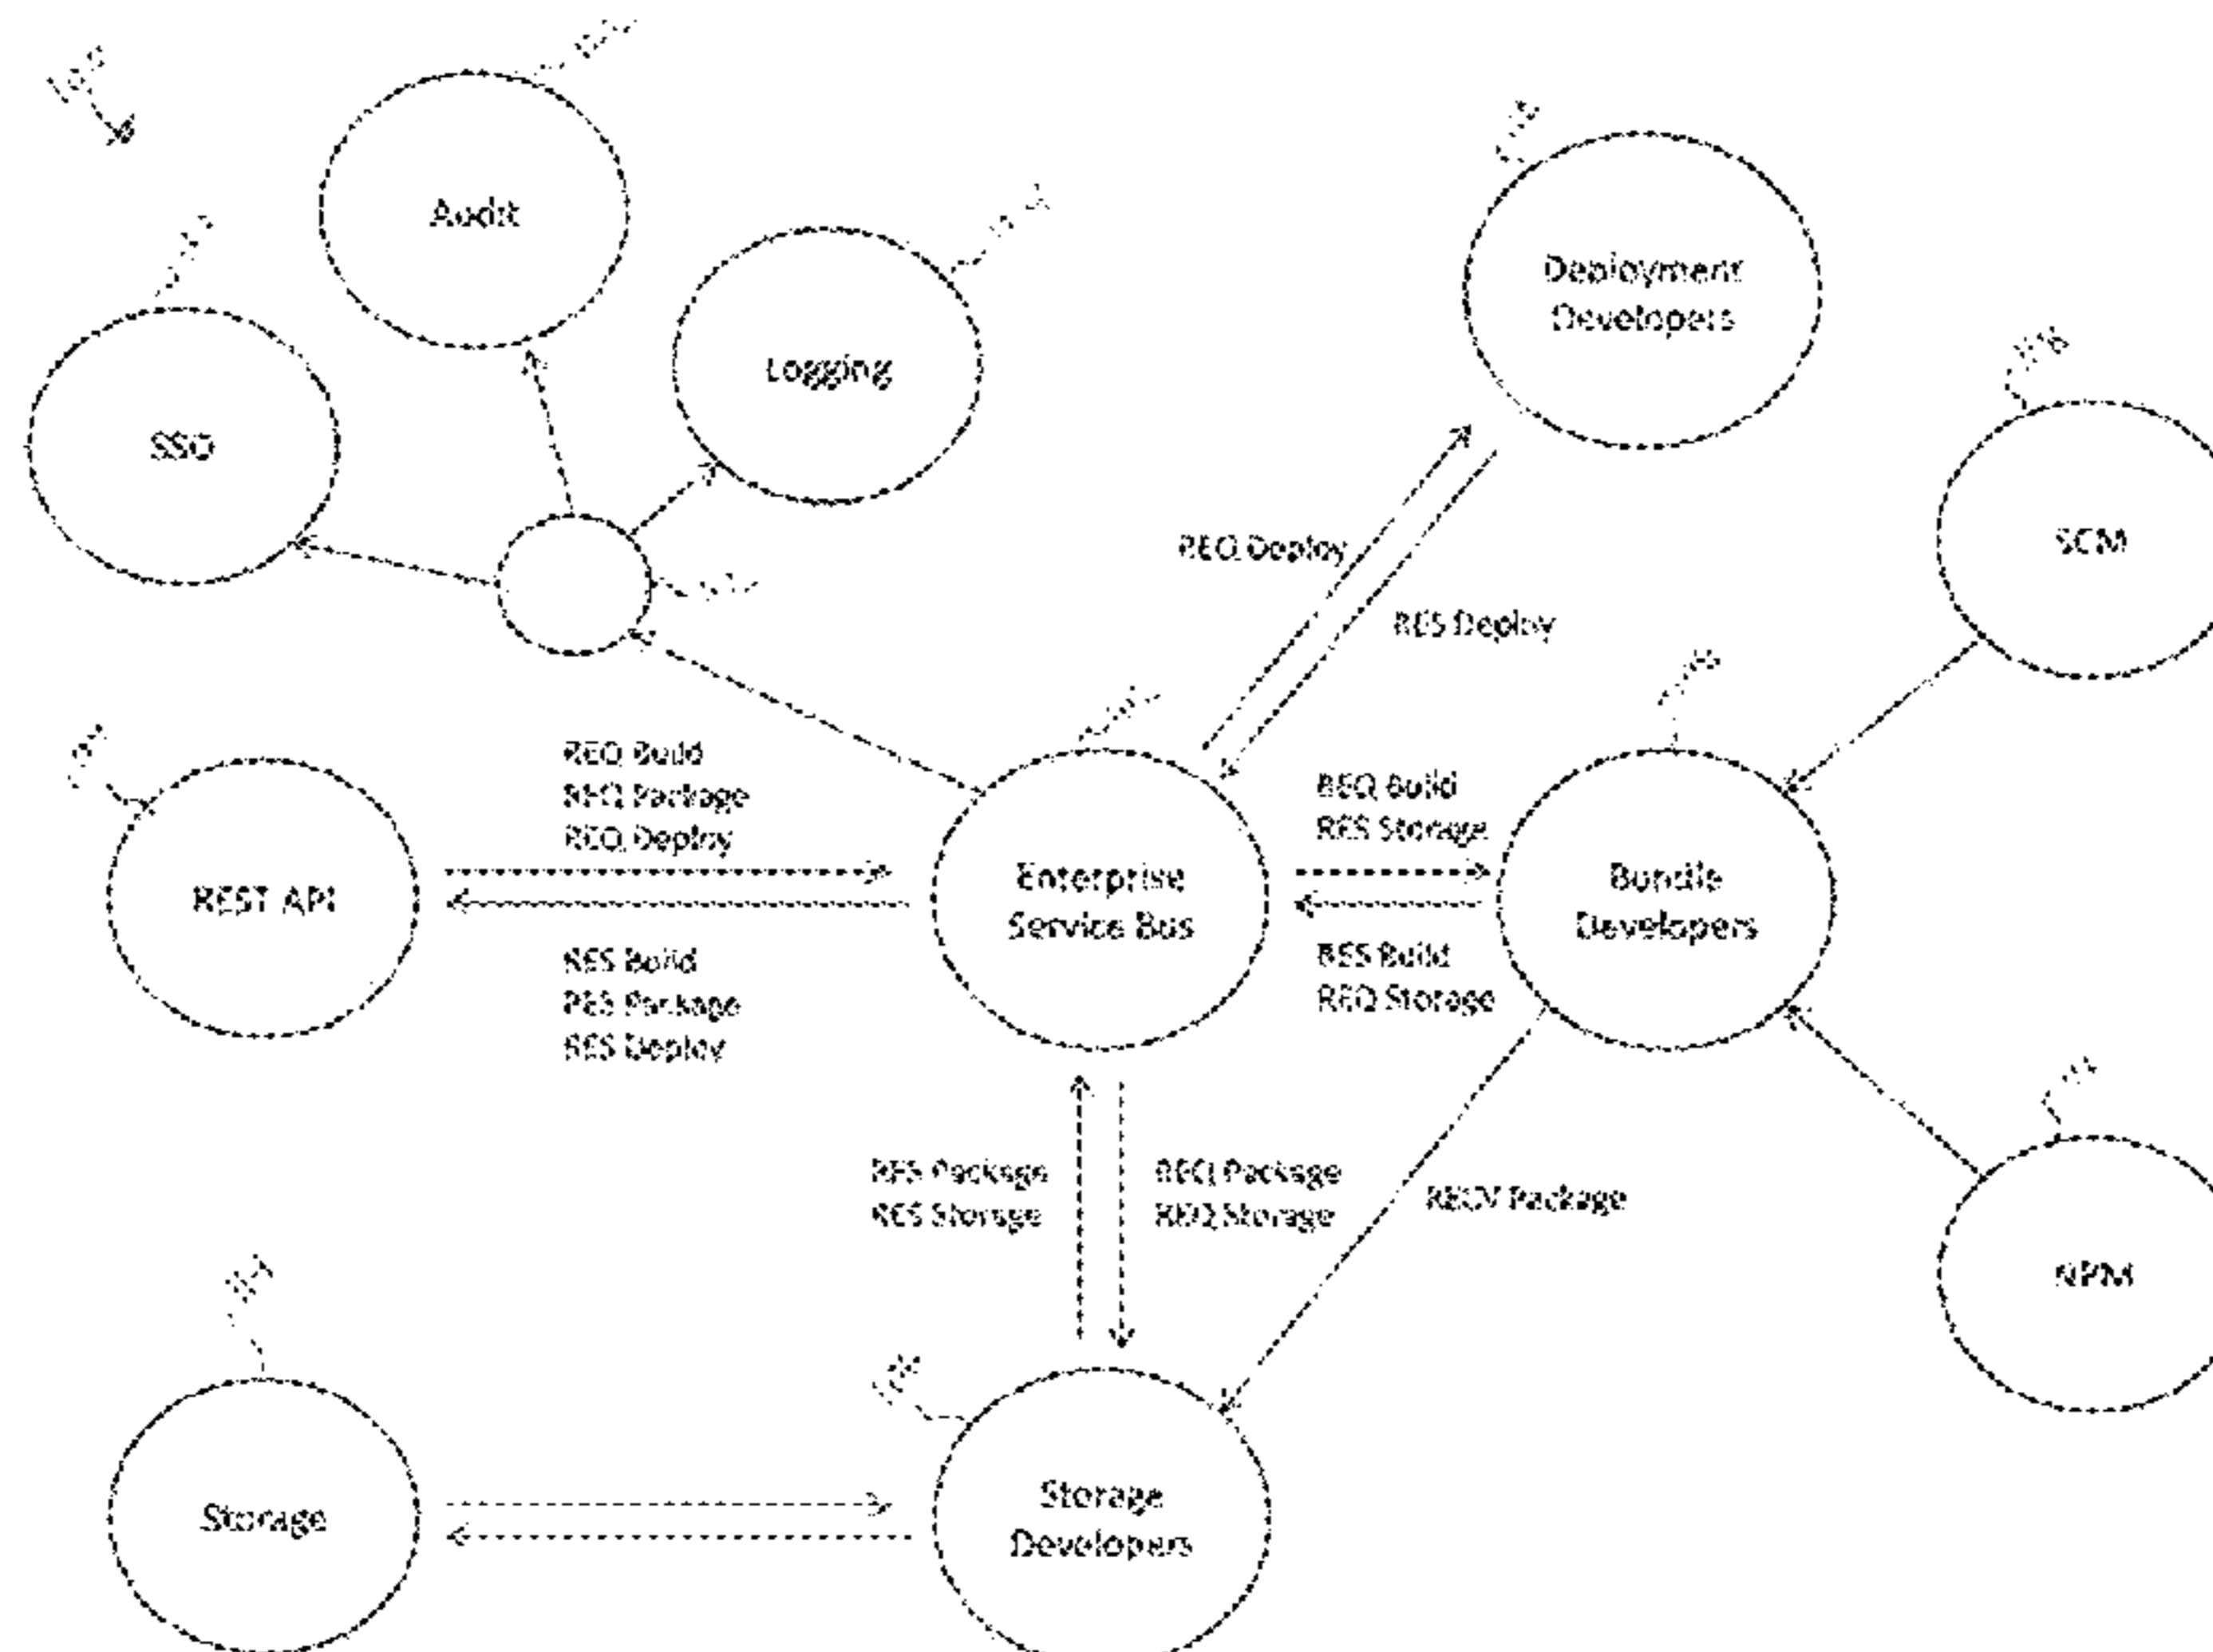 Audit
Logging
SSO
Deployment
Developers
SCM
REQ Deploy
RES Deploy
REQ Build
REQ Package
REQ Deploy
REST API
RES Build
RES Package
RES Deploy
Enterprise
Service Bus
REQ Build
RES Storage
RES Build
REQ Storage
Bundle
Developers
RES Package
RES Storage
REQ Package
REQ Storage
RECV Package
NPM
Storage
Storage
Developers